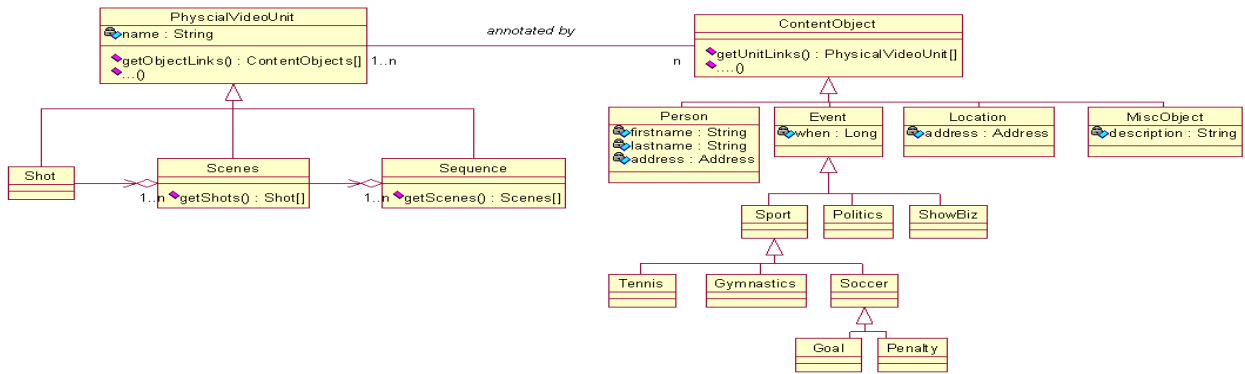 PhyscialVideoUnit
name : String
getObjectLinks() : ContentObjects[]
...()
annotated by
1..n
n
ContentObject
getUnitLinks() : PhysicalVideoUnit[]
....()
Shot
Scenes
getShots() : Shot[]
1..n
Sequence
getScenes() : Scenes[]
1..n
Person
firstname : String
lastname : String
address : Address
Event
when : Long
Location
address : Address
MiscObject
description : String
Sport
Politics
ShowBiz
Tennis
Gymnastics
Soccer
Goal
Penalty